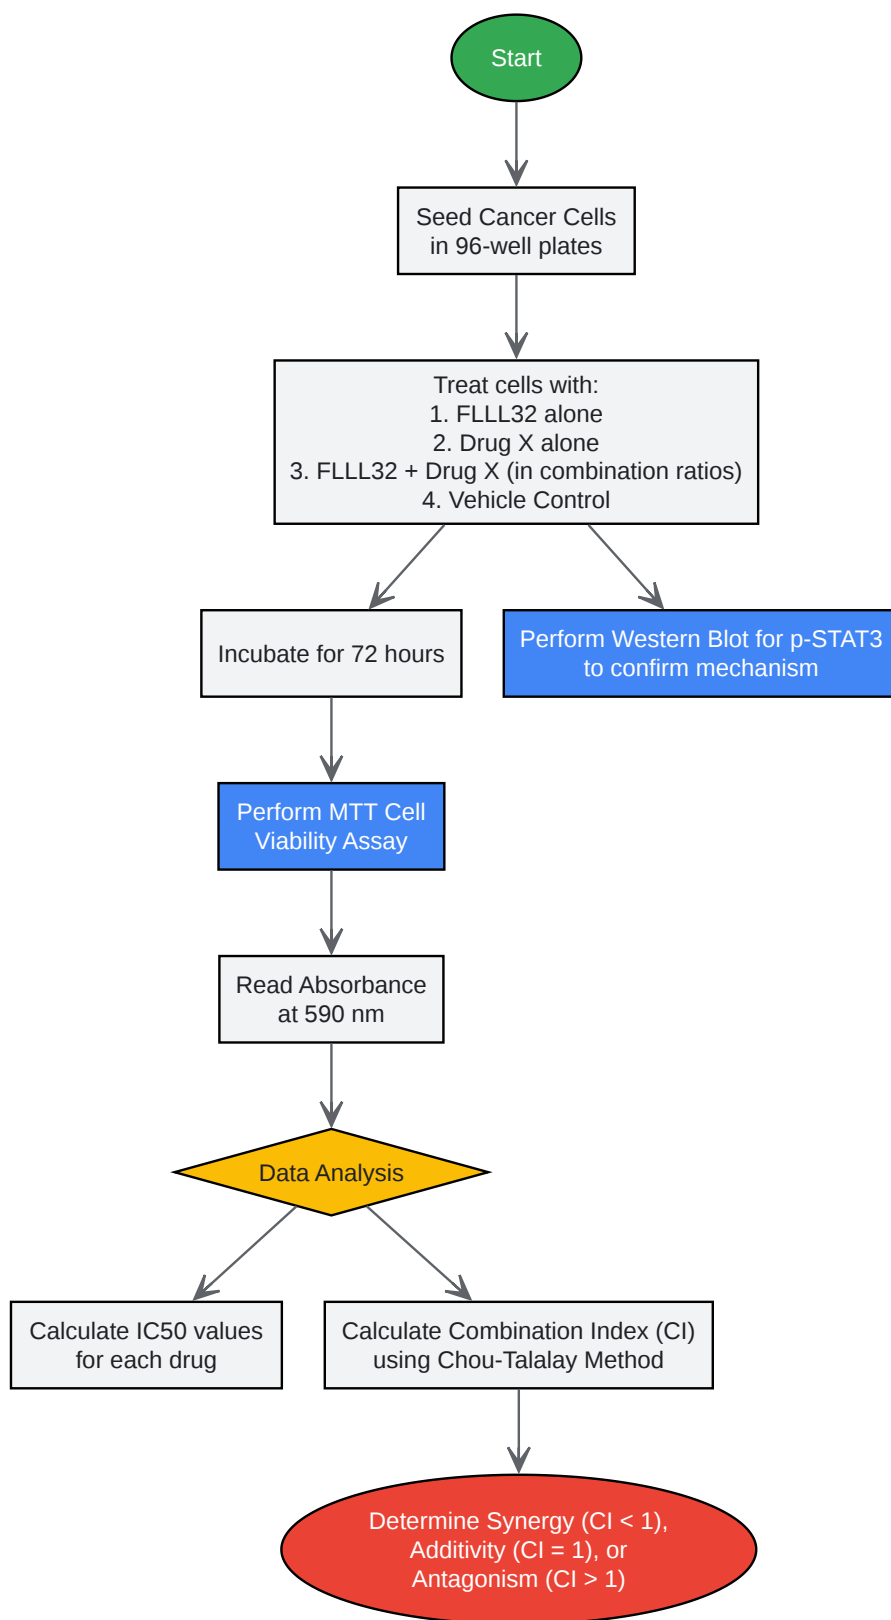 Start
Seed Cancer Cells
in 96-well plates
Treat cells with:
1. FLLL32 alone
2. Drug X alone
3. FLLL32 + Drug X (in combination ratios)
4. Vehicle Control
Incubate for 72 hours
Perform Western Blot for p-STAT3
to confirm mechanism
Perform MTT Cell
Viability Assay
Read Absorbance
at 590 nm
Data Analysis
Calculate IC50 values
for each drug
Calculate Combination Index (CI)
using Chou-Talalay Method
Determine Synergy (CI < 1),
Additivity (CI = 1), or
Antagonism (CI > 1)